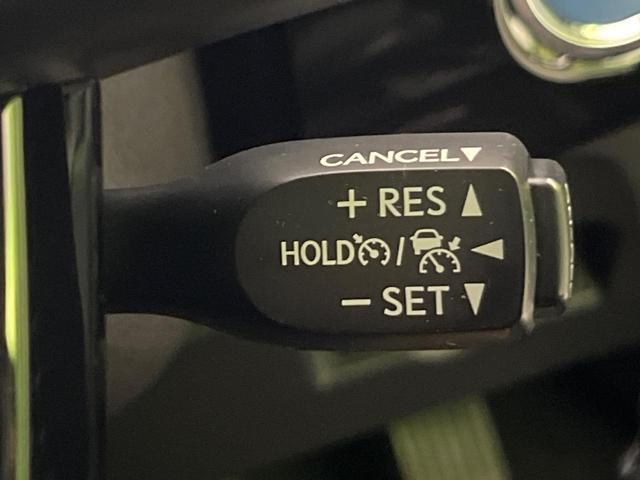 CANCEL▼
+ RES ▲
HOLD / ◀
− SET ▼